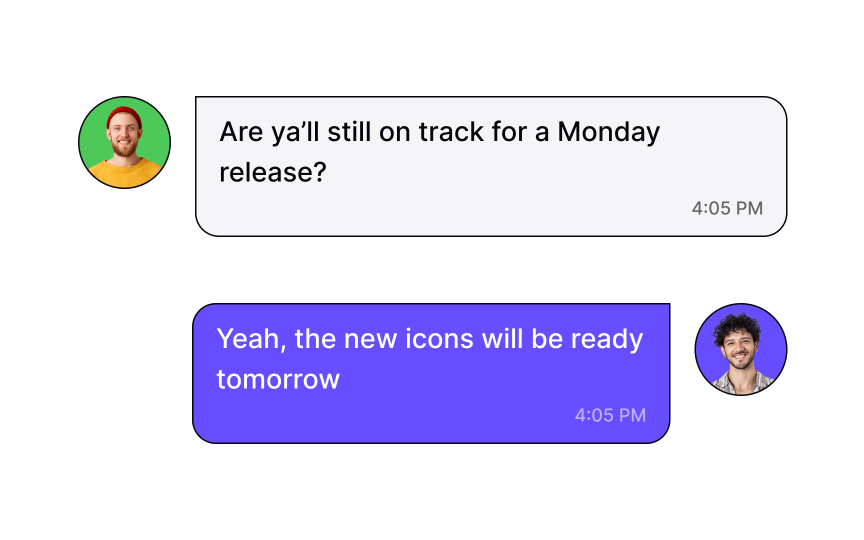 Are ya’ll still on track for a Monday
release?
4:05 PM
Yeah, the new icons will be ready
tomorrow
4:05 PM